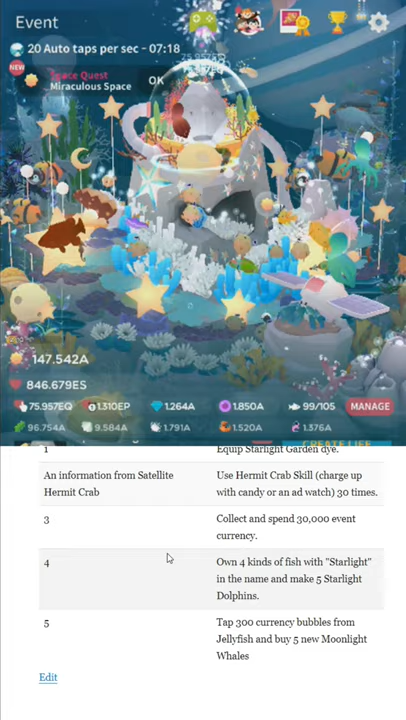 Event
20 Auto taps per sec - 07:18
NEW
Space Quest
Miraculous Space
OK
147.542A
846.679ES
75.957EQ 1.310EP 1.264A 1.850A 99/105 MANAGE
96.754A 9.584A 1.791A 1.520A 1.376A
CREATE LIFE
1 Equip Starlight Garden dye.
An information from Satellite Use Hermit Crab Skill (charge up
Hermit Crab with candy or an ad watch) 30 times.
3 Collect and spend 30,000 event
currency.
4 Own 4 kinds of fish with "Starlight"
in the name and make 5 Starlight
Dolphins.
5 Tap 300 currency bubbles from
Jellyfish and buy 5 new Moonlight
Whales
Edit